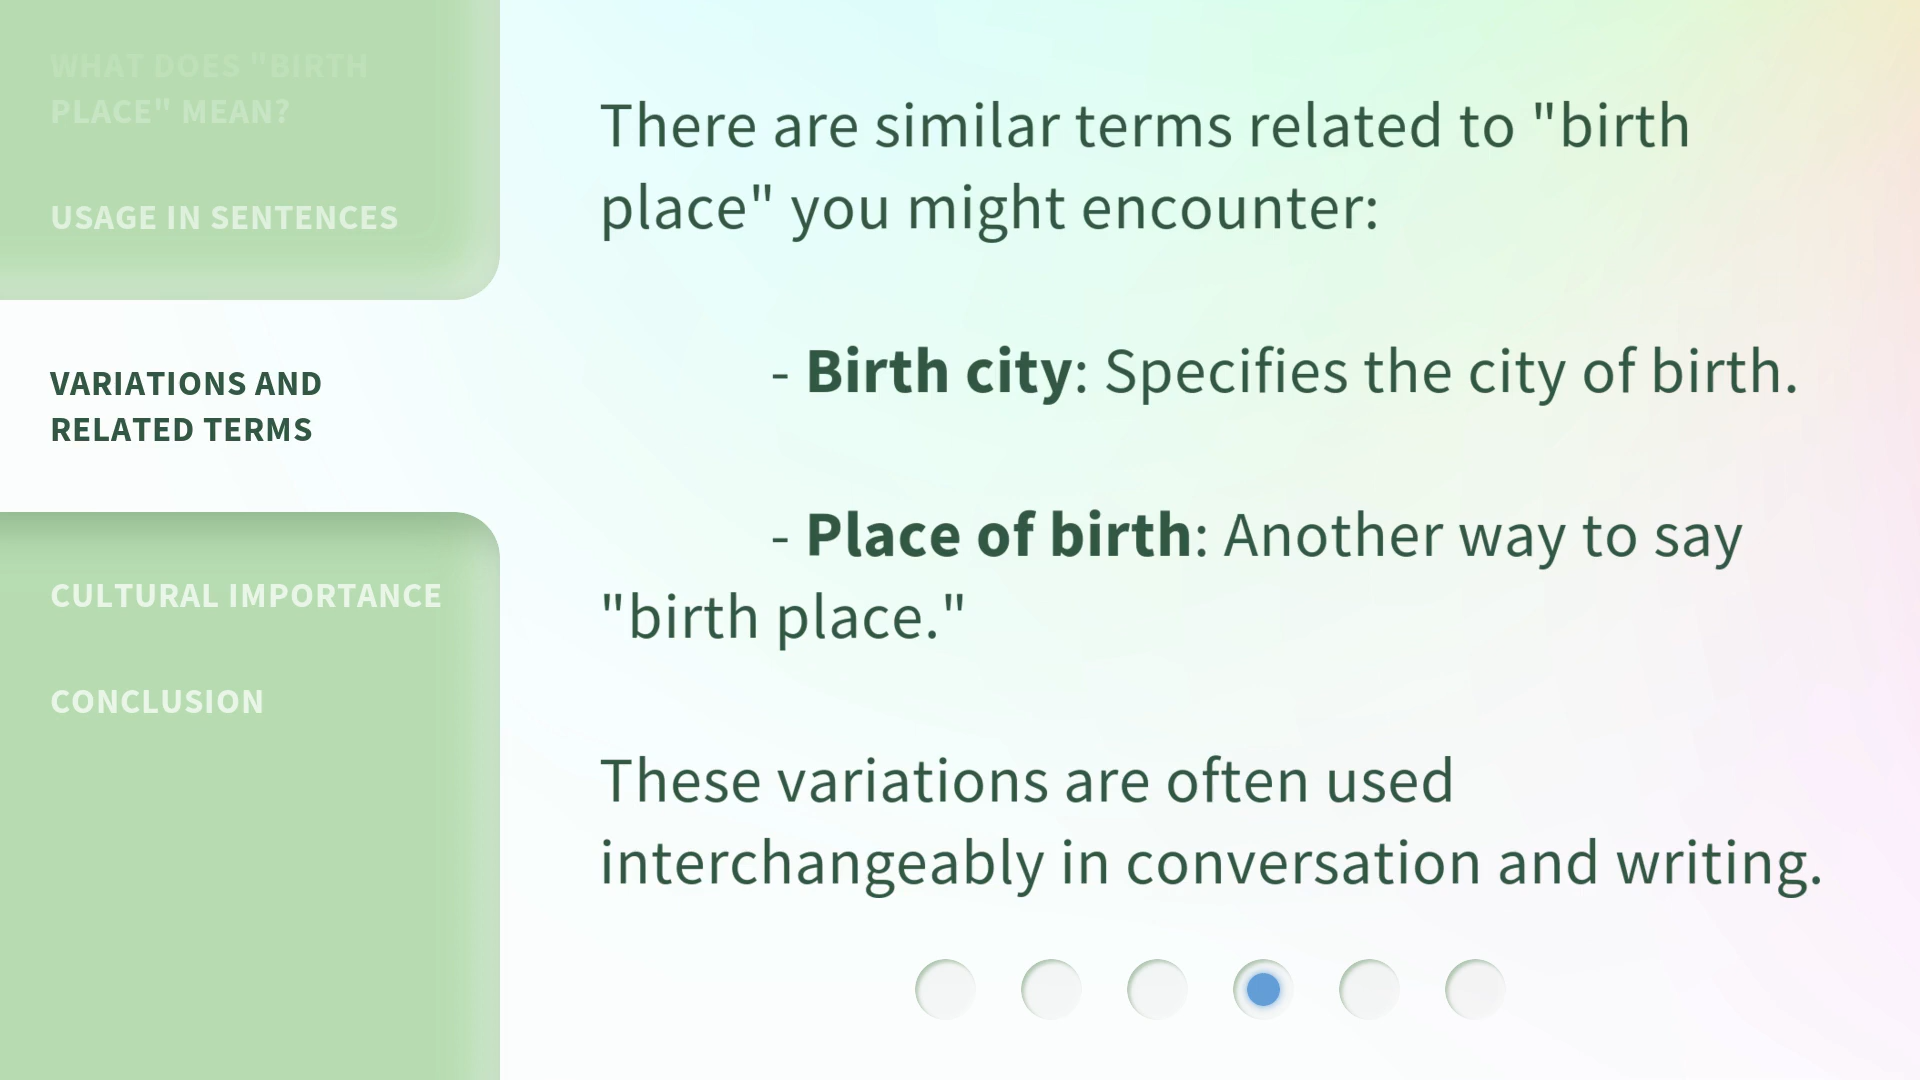 WHAT DOES "BIRTH
PLACE" MEAN?
USAGE IN SENTENCES
VARIATIONS AND
RELATED TERMS
CULTURAL IMPORTANCE
CONCLUSION
There are similar terms related to "birth
place" you might encounter:
- Birth city: Specifies the city of birth.
- Place of birth: Another way to say
"birth place."
These variations are often used
interchangeably in conversation and writing.